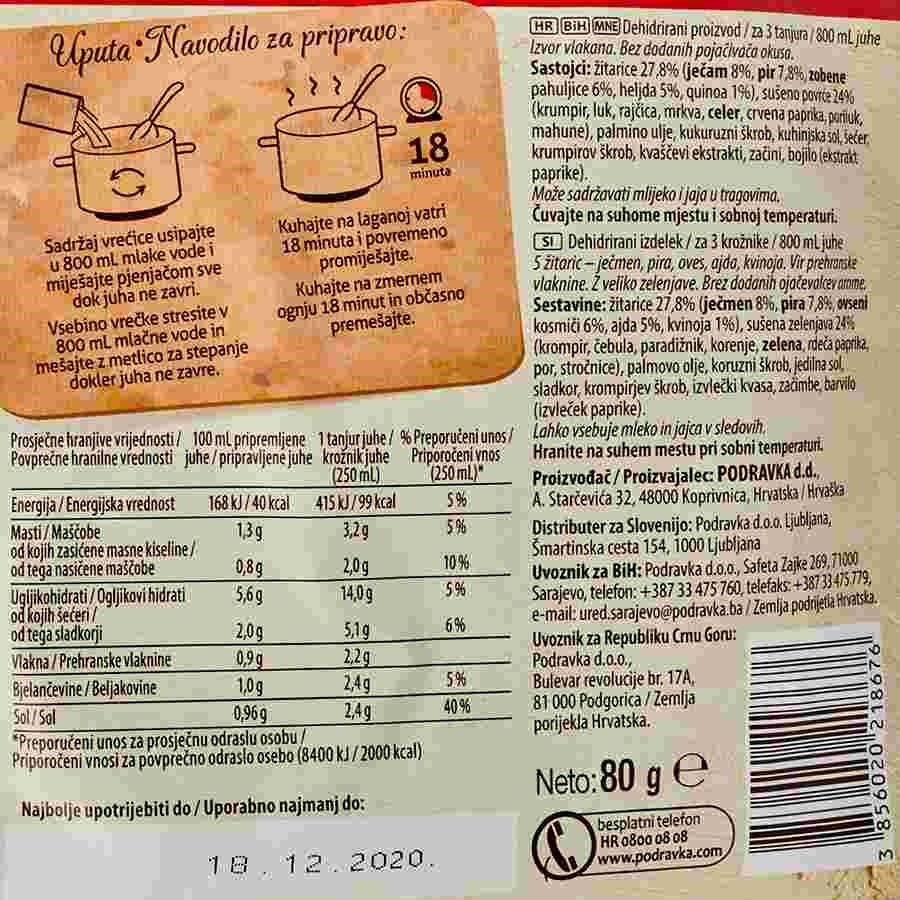 Uputa • Navodilo za pripravo:
18
minuta
Sadržaj vrećice usipajte
u 800 mL mlake vode i
miješajte pjenjačom sve
dok juha ne zavri.
Vsebino vrečke stresite v
800 mL mlačne vode in
mešajte z metlico za stepanje
dokler juha ne zavre.
Kuhajte na laganoj vatri
18 minuta i povremeno
promiješajte.
Kuhajte na zmernem
ognju 18 minut in občasno
premešajte.
Prosječne hranjive vrijednosti / 100 mL pripremljene 1 tanjur juhe / % Preporučeni unos /
Povprečne hranilne vrednosti juhe / pripravljene juhe krožnik juhe Priporočeni vnos
(250 mL) (250 mL)*
Energija / Energijska vrednost 168 kJ / 40 kcal 415 kJ / 99 kcal 5 %
Masti / Maščobe 1,3 g 3,2 g 5 %
od kojih zasićene masne kiseline /
od tega nasičene maščobe 0,8 g 2,0 g 10 %
Ugljikohidrati / Ogljikovi hidrati 5,6 g 14,0 g 5 %
od kojih šećeri /
od tega sladkorji 2,0 g 5,1 g 6 %
Vlakna / Prehranske vlaknine 0,9 g 2,2 g
Bjelančevine / Beljakovine 1,0 g 2,4 g 5 %
Sol / Sol 0,96 g 2,4 g 40 %
*Preporučeni unos za prosječnu odraslu osobu /
Priporočeni vnosi za povprečno odraslo osebo (8400 kJ / 2000 kcal)
Najbolje upotrijebiti do / Uporabno najmanj do:
18.12.2020.
HR BiH MNE Dehidrirani proizvod / za 3 tanjura / 800 mL juhe
Izvor vlakana. Bez dodanih pojačivača okusa.
Sastojci: žitarice 27,8% (ječam 8%, pir 7,8%, zobene
pahuljice 6%, heljda 5%, quinoa 1%), sušeno povrće 24%
(krumpir, luk, rajčica, mrkva, celer, crvena paprika, poriluk,
mahune), palmino ulje, kukuruzni škrob, kuhinjska sol, šećer,
krumpirov škrob, kvaščevi ekstrakti, začini, bojilo (ekstrakt
paprike).
Može sadržavati mlijeko i jaja u tragovima.
Čuvajte na suhome mjestu i sobnoj temperaturi.
SI Dehidrirani izdelek / za 3 krožnike / 800 mL juhe
5 žitaric – ječmen, pira, oves, ajda, kvinoja. Vir prehranske
vlaknine. Z veliko zelenjave. Brez dodanih ojačevalcev arome.
Sestavine: žitarice 27,8% (ječmen 8%, pira 7,8%, ovseni
kosmiči 6%, ajda 5%, kvinoja 1%), sušena zelenjava 24%
(krompir, čebula, paradižnik, korenje, zelena, rdeča paprika,
por, stročnice), palmovo olje, koruzni škrob, jedilna sol,
sladkor, krompirjev škrob, izvlečki kvasa, začimbe, barvilo
(izvleček paprike).
Lahko vsebuje mleko in jajca v sledovih.
Hranite na suhem mestu pri sobni temperaturi.
Proizvođač / Proizvajalec: PODRAVKA d.d.,
A. Starčevića 32, 48000 Koprivnica, Hrvatska / Hrvaška
Distributer za Slovenijo: Podravka d.o.o. Ljubljana,
Šmartinska cesta 154, 1000 Ljubljana
Uvoznik za BiH: Podravka d.o.o., Safeta Zajke 269, 71000
Sarajevo, telefon: +387 33 475 760, telefaks: +387 33 475 779,
e-mail: ured.sarajevo@podravka.ba / Zemlja podrijetla Hrvatska.
Uvoznik za Republiku Crnu Goru:
Podravka d.o.o.,
Bulevar revolucije br. 17A,
81 000 Podgorica / Zemlja
porijekla Hrvatska.
Neto: 80 g ℮
besplatni telefon
HR 0800 08 08
www.podravka.com
3 856020 218676